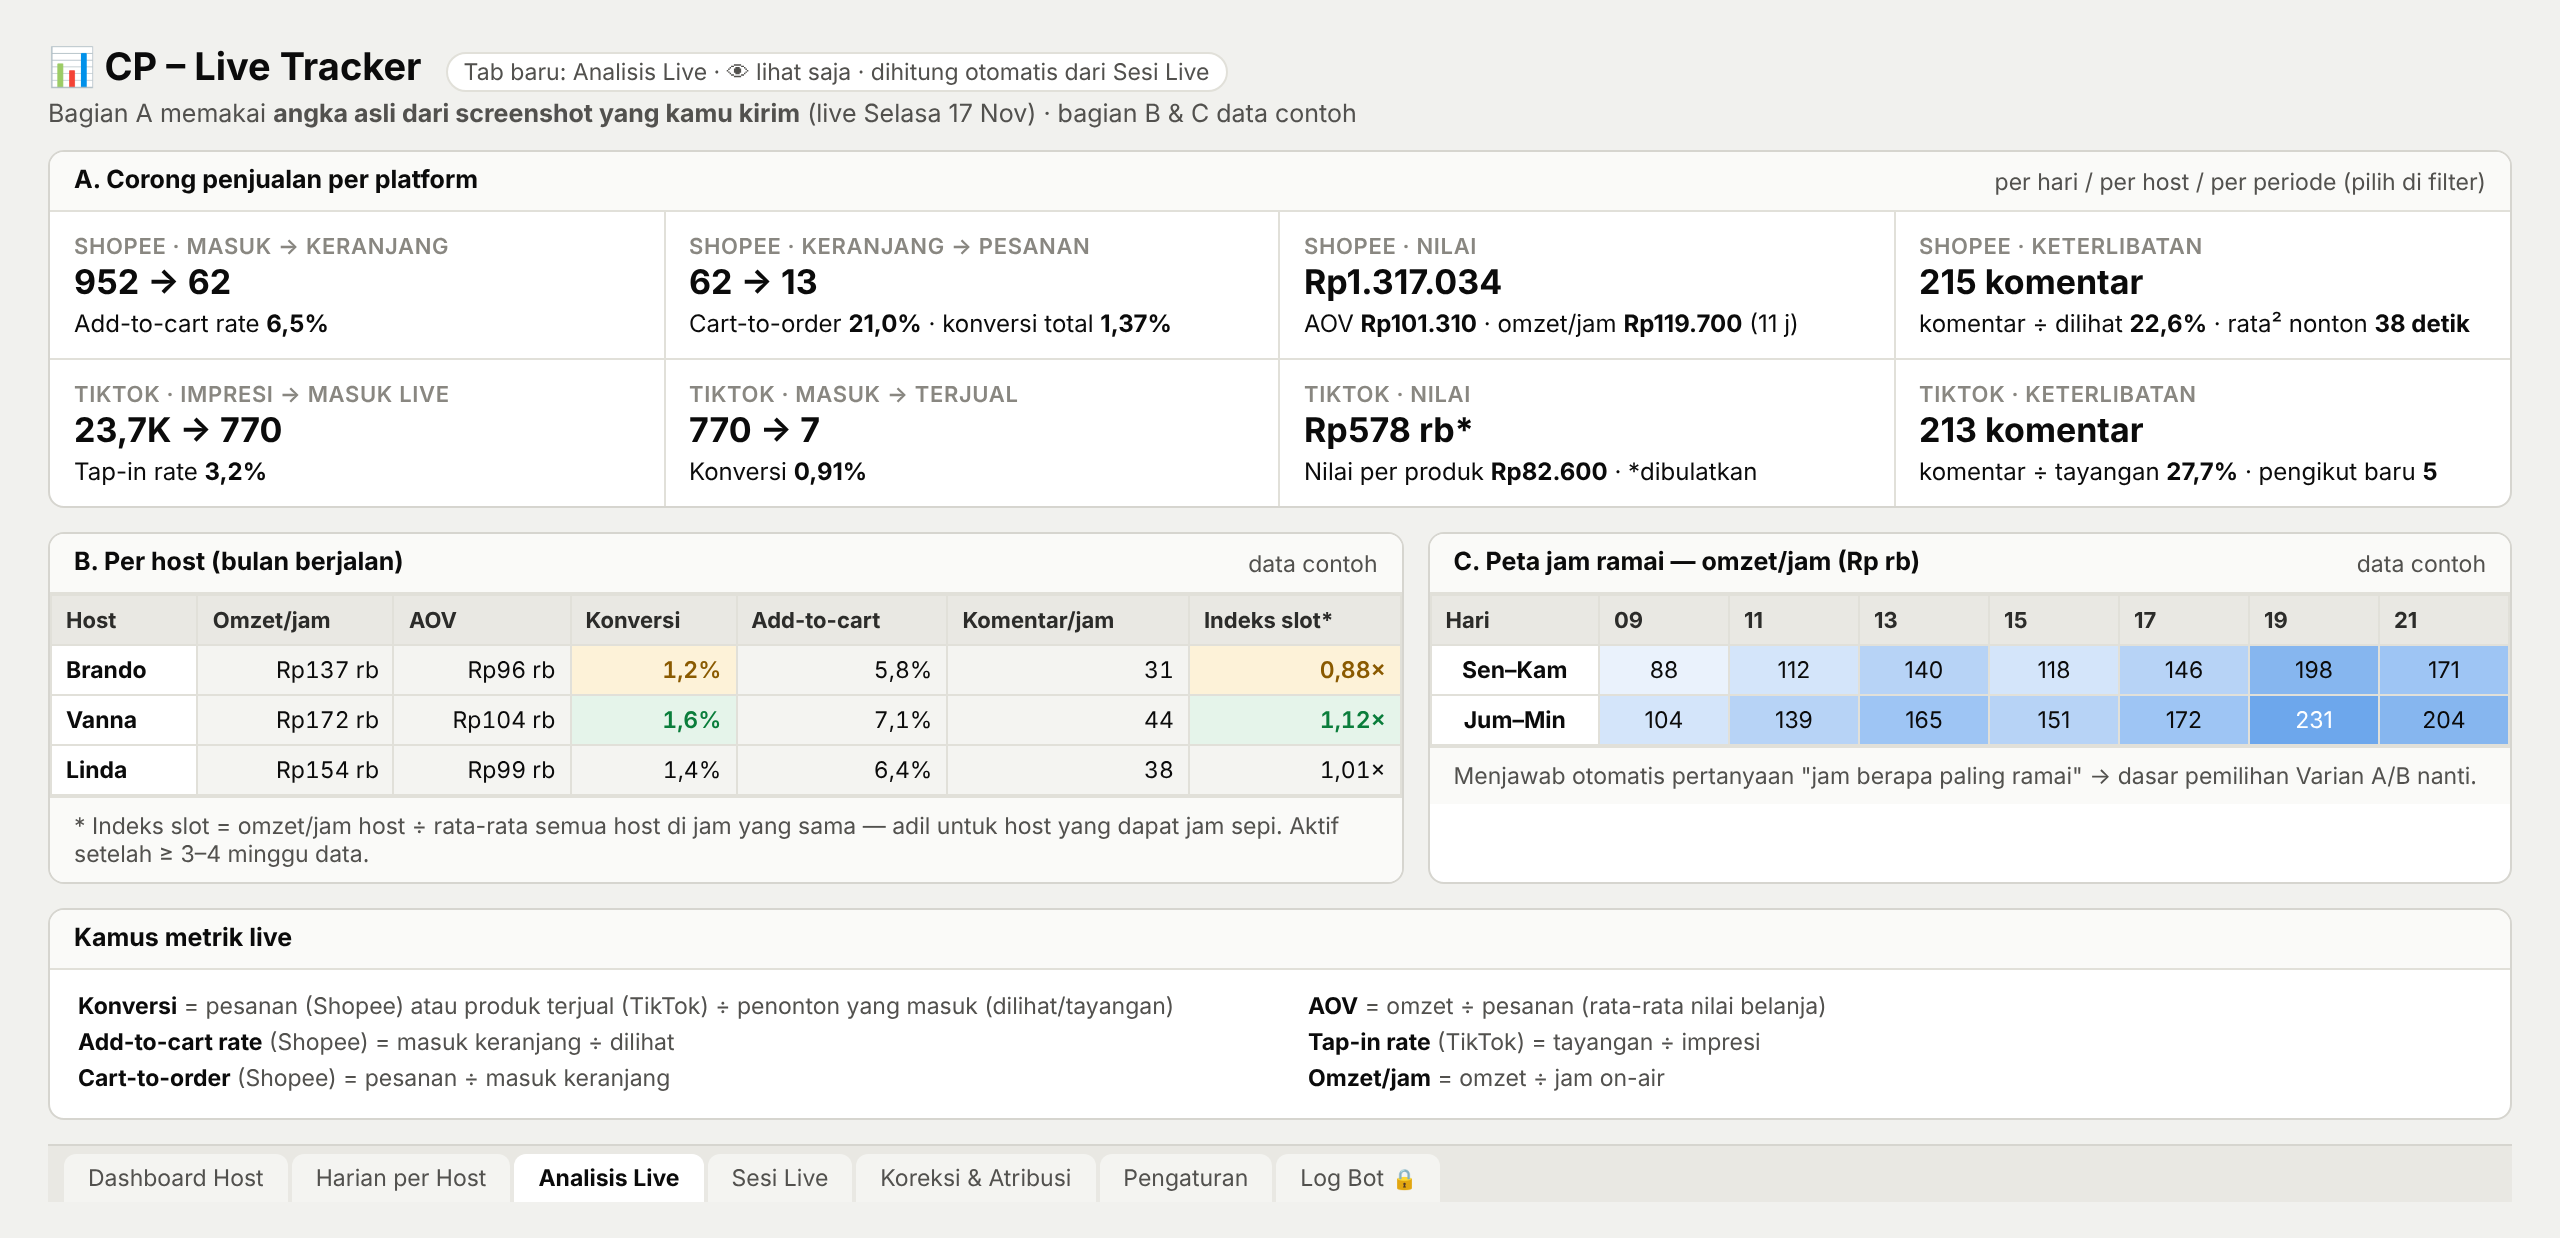 📊 CP – Live Tracker
Tab baru: Analisis Live · 👁 lihat saja · dihitung otomatis dari Sesi Live
Bagian A memakai angka asli dari screenshot yang kamu kirim (live Selasa 17 Nov) · bagian B & C data contoh
A. Corong penjualan per platform
per hari / per host / per periode (pilih di filter)
SHOPEE · MASUK → KERANJANG
952 → 62
Add-to-cart rate 6,5%
SHOPEE · KERANJANG → PESANAN
62 → 13
Cart-to-order 21,0% · konversi total 1,37%
SHOPEE · NILAI
Rp1.317.034
AOV Rp101.310 · omzet/jam Rp119.700 (11 j)
SHOPEE · KETERLIBATAN
215 komentar
komentar ÷ dilihat 22,6% · rata² nonton 38 detik
TIKTOK · IMPRESI → MASUK LIVE
23,7K → 770
Tap-in rate 3,2%
TIKTOK · MASUK → TERJUAL
770 → 7
Konversi 0,91%
TIKTOK · NILAI
Rp578 rb*
Nilai per produk Rp82.600 · *dibulatkan
TIKTOK · KETERLIBATAN
213 komentar
komentar ÷ tayangan 27,7% · pengikut baru 5
B. Per host (bulan berjalan)
data contoh
Host Omzet/jam AOV Konversi Add-to-cart Komentar/jam Indeks slot*
Brando Rp137 rb Rp96 rb 1,2% 5,8% 31 0,88×
Vanna Rp172 rb Rp104 rb 1,6% 7,1% 44 1,12×
Linda Rp154 rb Rp99 rb 1,4% 6,4% 38 1,01×
* Indeks slot = omzet/jam host ÷ rata-rata semua host di jam yang sama — adil untuk host yang dapat jam sepi. Aktif
setelah ≥ 3–4 minggu data.
C. Peta jam ramai — omzet/jam (Rp rb)
data contoh
Hari 09 11 13 15 17 19 21
Sen–Kam 88 112 140 118 146 198 171
Jum–Min 104 139 165 151 172 231 204
Menjawab otomatis pertanyaan "jam berapa paling ramai" → dasar pemilihan Varian A/B nanti.
Kamus metrik live
Konversi = pesanan (Shopee) atau produk terjual (TikTok) ÷ penonton yang masuk (dilihat/tayangan)
Add-to-cart rate (Shopee) = masuk keranjang ÷ dilihat
Cart-to-order (Shopee) = pesanan ÷ masuk keranjang
AOV = omzet ÷ pesanan (rata-rata nilai belanja)
Tap-in rate (TikTok) = tayangan ÷ impresi
Omzet/jam = omzet ÷ jam on-air
Dashboard Host
Harian per Host
Analisis Live
Sesi Live
Koreksi & Atribusi
Pengaturan
Log Bot 🔒